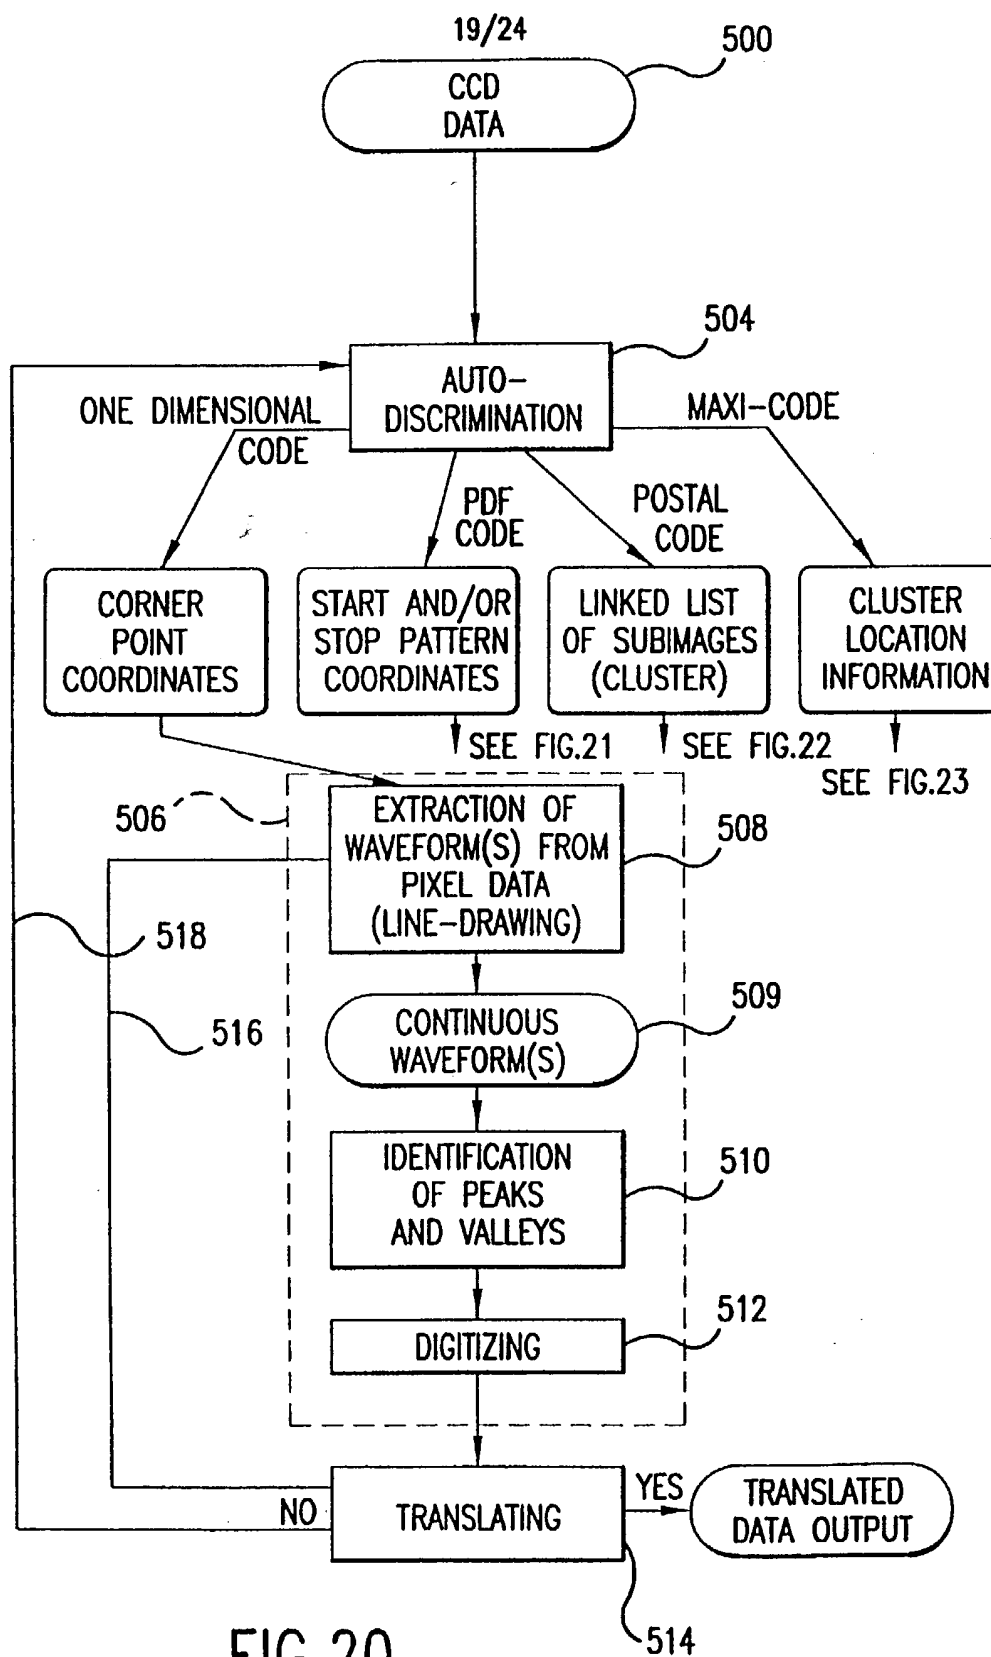 19/24
500
CCD
DATA
504
AUTO-
DISCRIMINATION
ONE DIMENSIONAL
CODE
MAXI-CODE
PDF
CODE
POSTAL
CODE
CORNER
POINT
COORDINATES
START AND/OR
STOP PATTERN
COORDINATES
LINKED LIST
OF SUBIMAGES
(CLUSTER)
CLUSTER
LOCATION
INFORMATION
SEE FIG.21
SEE FIG.22
SEE FIG.23
506
EXTRACTION OF
WAVEFORM(S) FROM
PIXEL DATA
(LINE-DRAWING)
508
518
516
CONTINUOUS
WAVEFORM(S)
509
IDENTIFICATION
OF PEAKS
AND VALLEYS
510
DIGITIZING
512
NO
TRANSLATING
YES
TRANSLATED
DATA OUTPUT
514
FIG.20